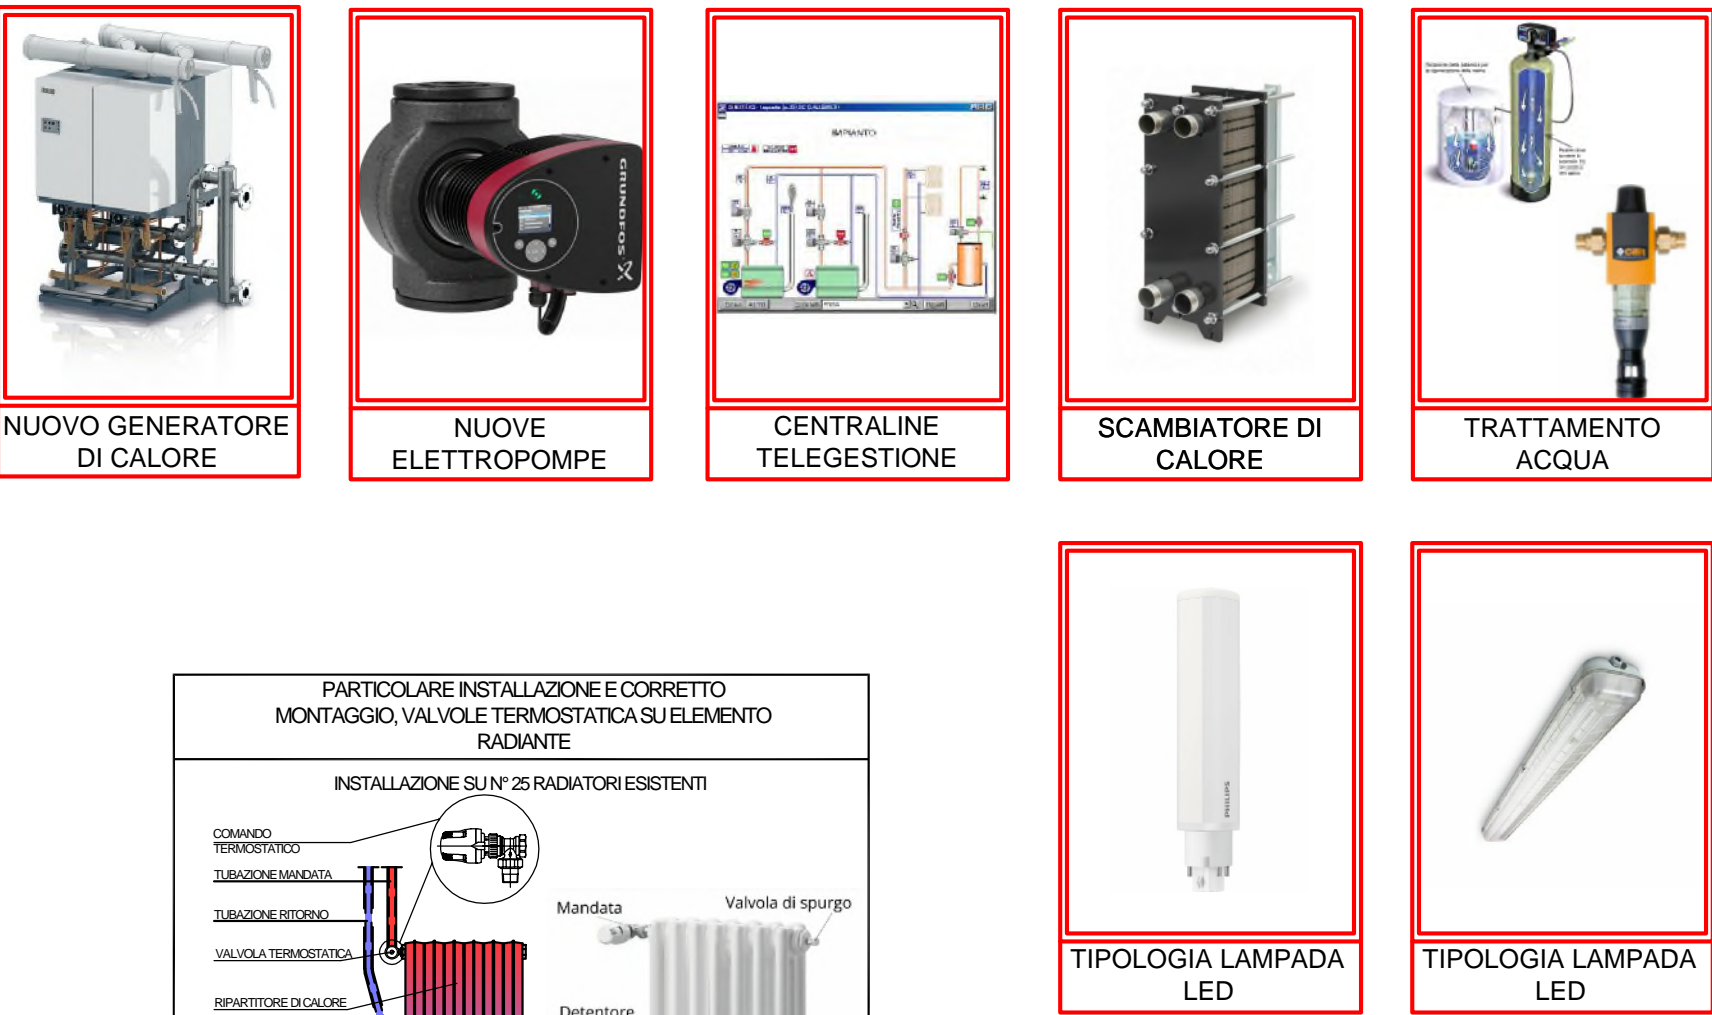 GRUNDFOS
IMPIANTO
NUOVO GENERATORE
DI CALORE
NUOVE
ELETTROPOMPE
CENTRALINE
TELEGESTIONE
SCAMBIATORE DI
CALORE
TRATTAMENTO
ACQUA
PARTICOLARE INSTALLAZIONE E CORRETTO
MONTAGGIO, VALVOLE TERMOSTATICA SU ELEMENTO
RADIANTE
INSTALLAZIONE SU N° 25 RADIATORI ESISTENTI
COMANDO
TERMOSTATICO
TUBAZIONE MANDATA
TUBAZIONE RITORNO
VALVOLA TERMOSTATICA
RIPARTITORE DI CALORE
Mandata
Valvola di spurgo
Detentore
PHILIPS
TIPOLOGIA LAMPADA
LED
TIPOLOGIA LAMPADA
LED